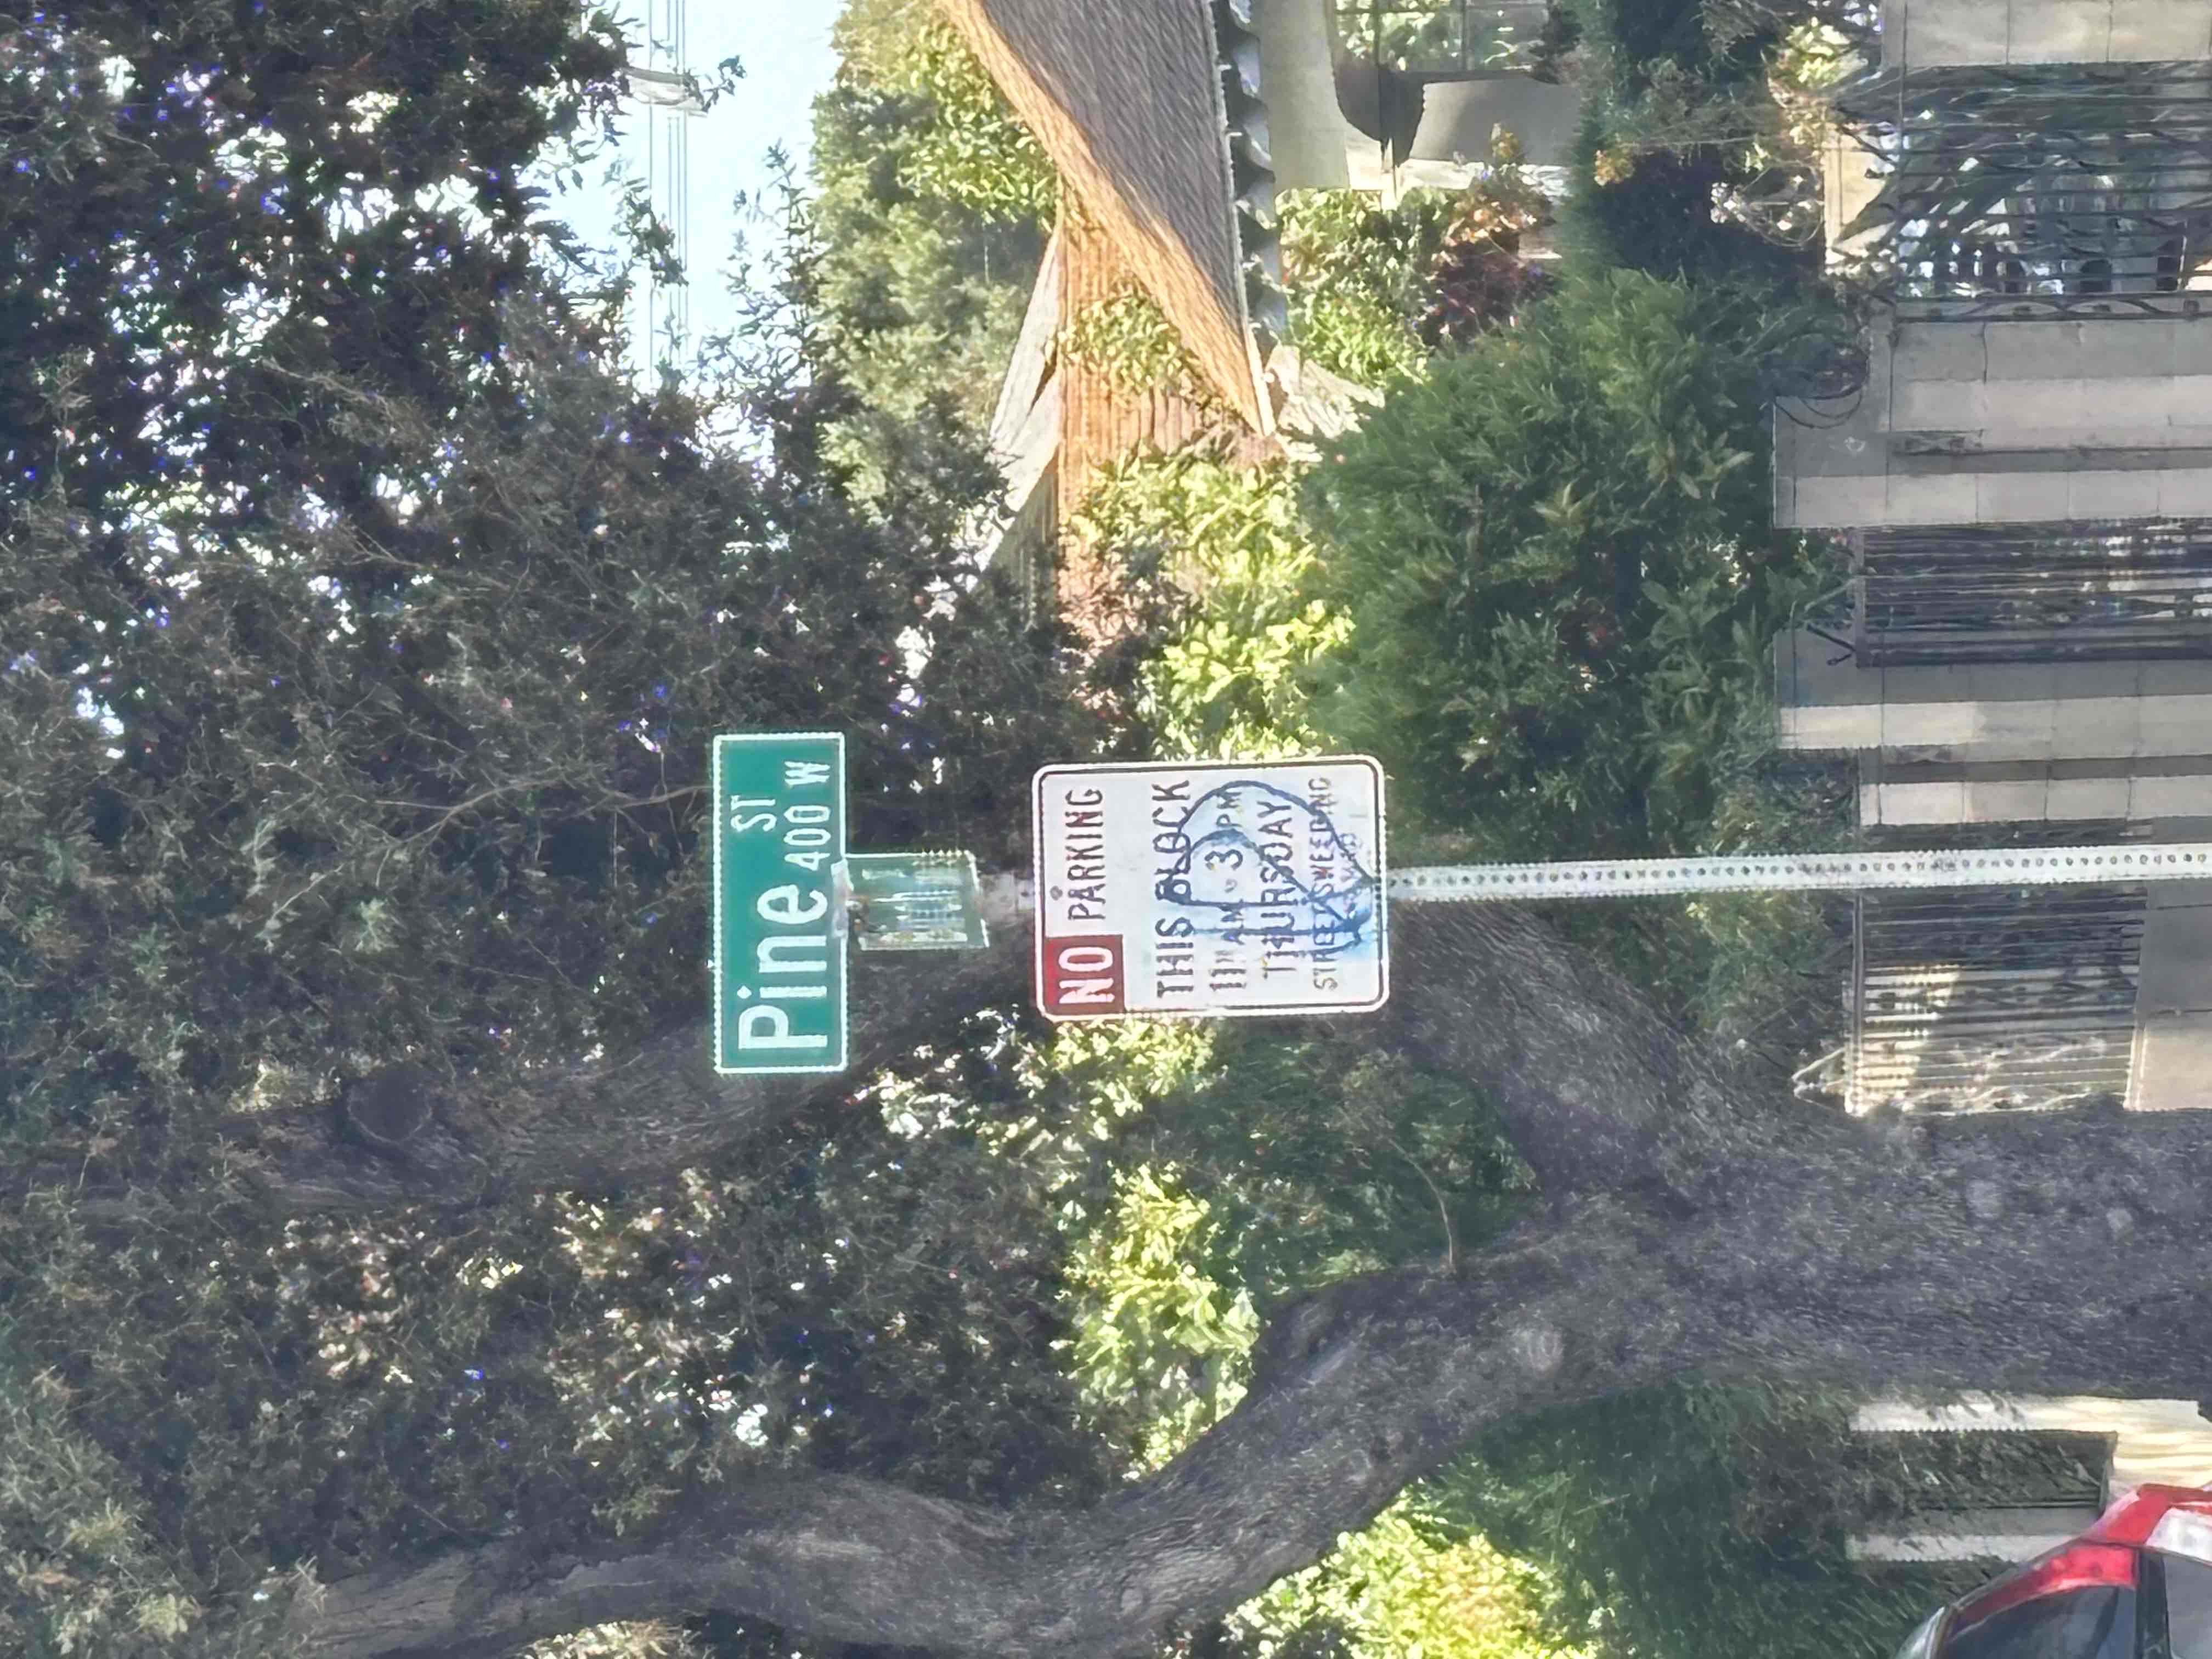 Pine ST
400 W
NO PARKING
THIS BLOCK
11 AM 3 PM
THURSDAY
STREET SWEEPING